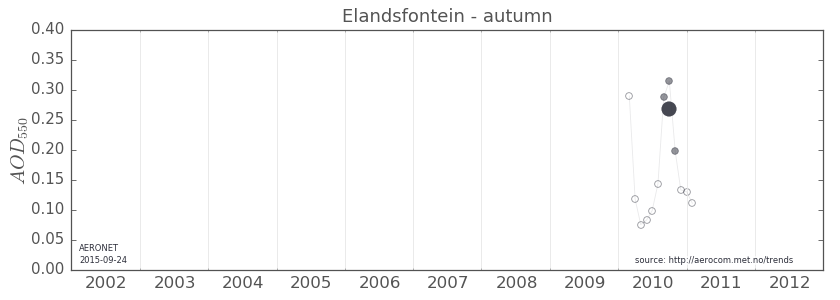 Elandsfontein - autumn
0.40
0.35
0.30
0.25
0.20
0.15
0.10
0.05
0.00
AOD550
AERONET
2015-09-24
source: http://aerocom.met.no/trends
2002 2003 2004 2005 2006 2007 2008 2009 2010 2011 2012